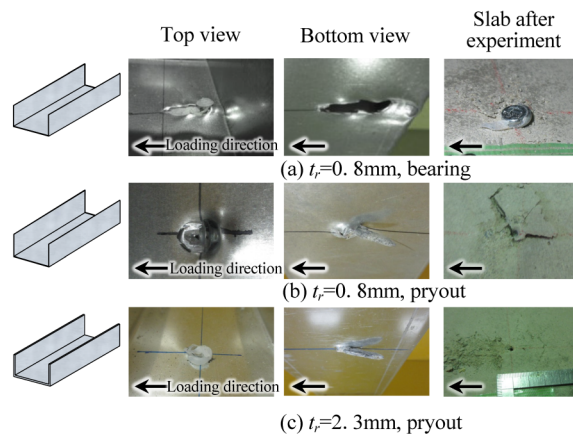 Top view
Bottom view
Slab after
experiment
Loading direction
(a) tr=0. 8mm, bearing
Loading direction
(b) tr=0. 8mm, pryout
Loading direction
(c) tr=2. 3mm, pryout